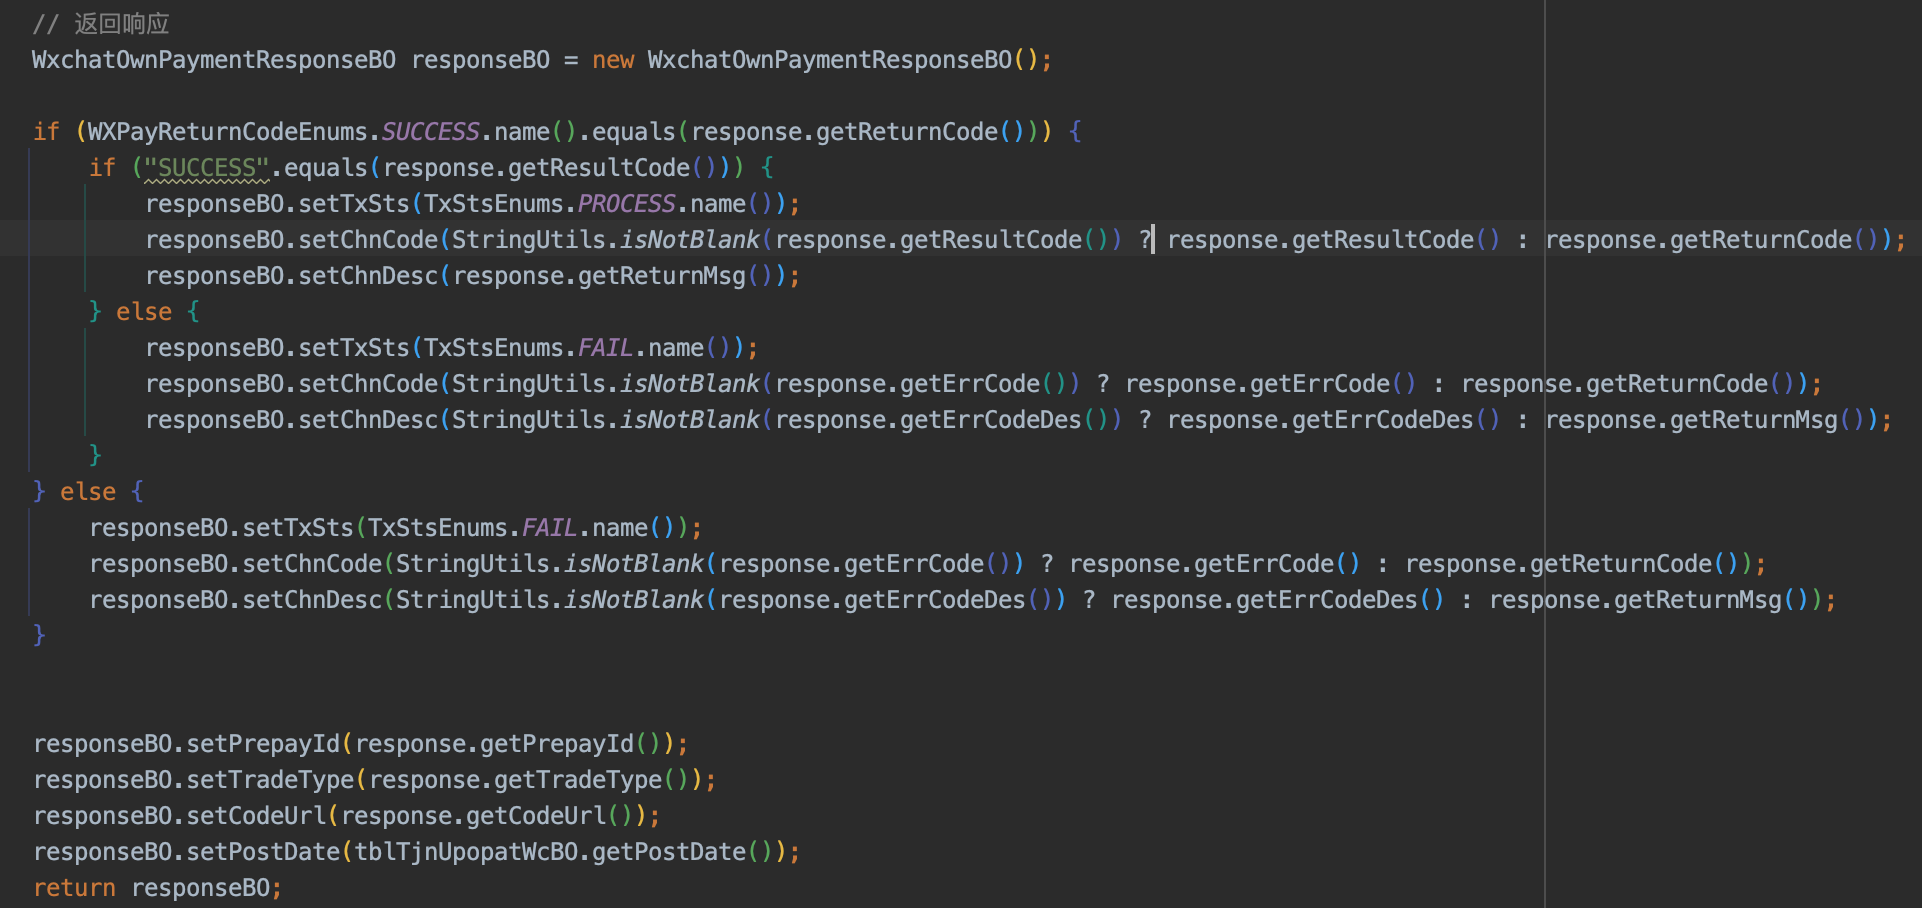 // 返回响应
WxchatOwnPaymentResponseBO responseBO = new WxchatOwnPaymentResponseBO();
if (WXPayReturnCodeEnums.SUCCESS.name().equals(response.getReturnCode())) {
if ("SUCCESS".equals(response.getResultCode())) {
responseBO.setTxSts(TxStsEnums.PROCESS.name());
responseBO.setChnCode(StringUtils.isNotBlank(response.getResultCode()) ? response.getResultCode() : response.getReturnCode());
responseBO.setChnDesc(response.getReturnMsg());
} else {
responseBO.setTxSts(TxStsEnums.FAIL.name());
responseBO.setChnCode(StringUtils.isNotBlank(response.getErrCode()) ? response.getErrCode() : response.getReturnCode());
responseBO.setChnDesc(StringUtils.isNotBlank(response.getErrCodeDes()) ? response.getErrCodeDes() : response.getReturnMsg());
}
} else {
responseBO.setTxSts(TxStsEnums.FAIL.name());
responseBO.setChnCode(StringUtils.isNotBlank(response.getErrCode()) ? response.getErrCode() : response.getReturnCode());
responseBO.setChnDesc(StringUtils.isNotBlank(response.getErrCodeDes()) ? response.getErrCodeDes() : response.getReturnMsg());
}
responseBO.setPrepayId(response.getPrepayId());
responseBO.setTradeType(response.getTradeType());
responseBO.setCodeUrl(response.getCodeUrl());
responseBO.setPostDate(tblTjnUpopatWcBO.getPostDate());
return responseBO;